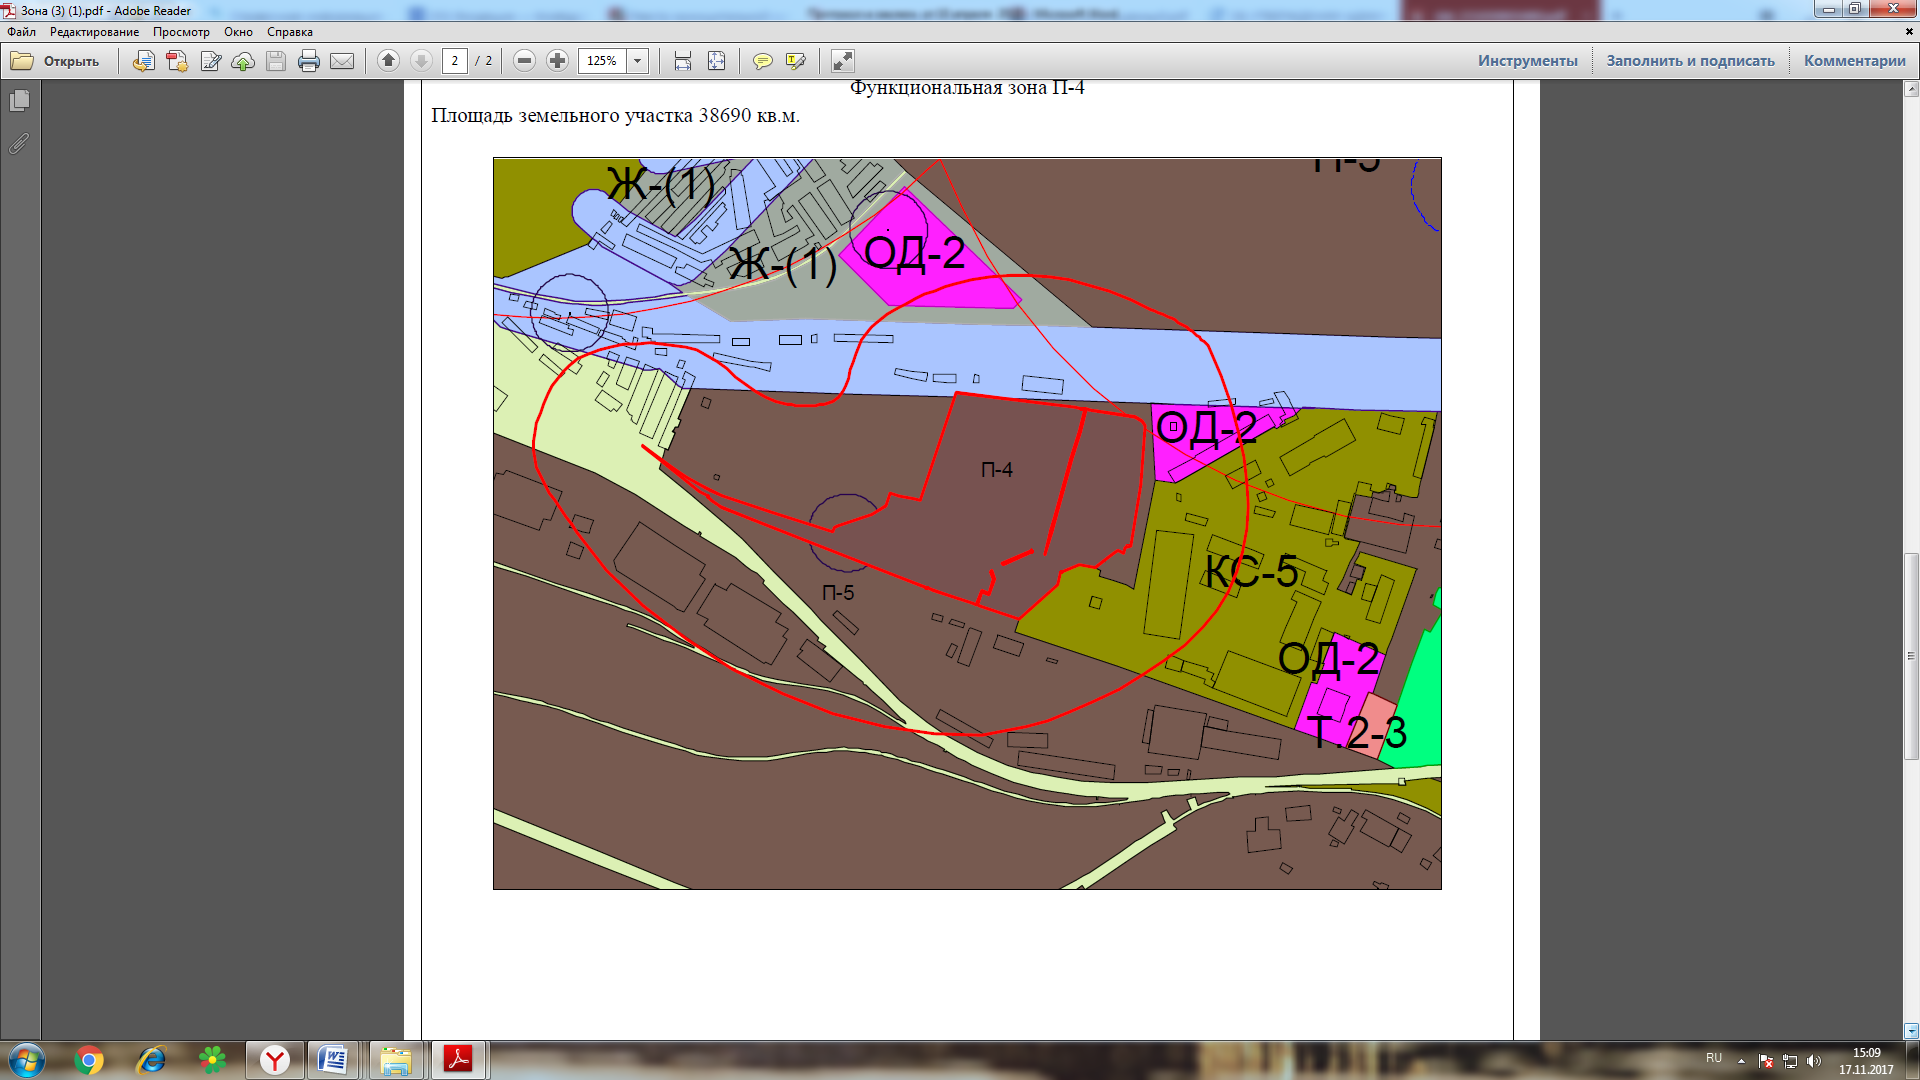 Зона (3) (1).pdf - Adobe Reader
Файл Редактирование Просмотр Окно Справка
Открыть 2 / 2 125% Инструменты Заполнить и подписать Комментарии
Функциональная зона П-4
Площадь земельного участка 38690 кв.м.
П-5
Ж-(1)
Ж-(1)
ОД-2
ОД-2
П-4
КС-5
П-5
ОД-2
Т.2-3
RU
15:09
17.11.2017